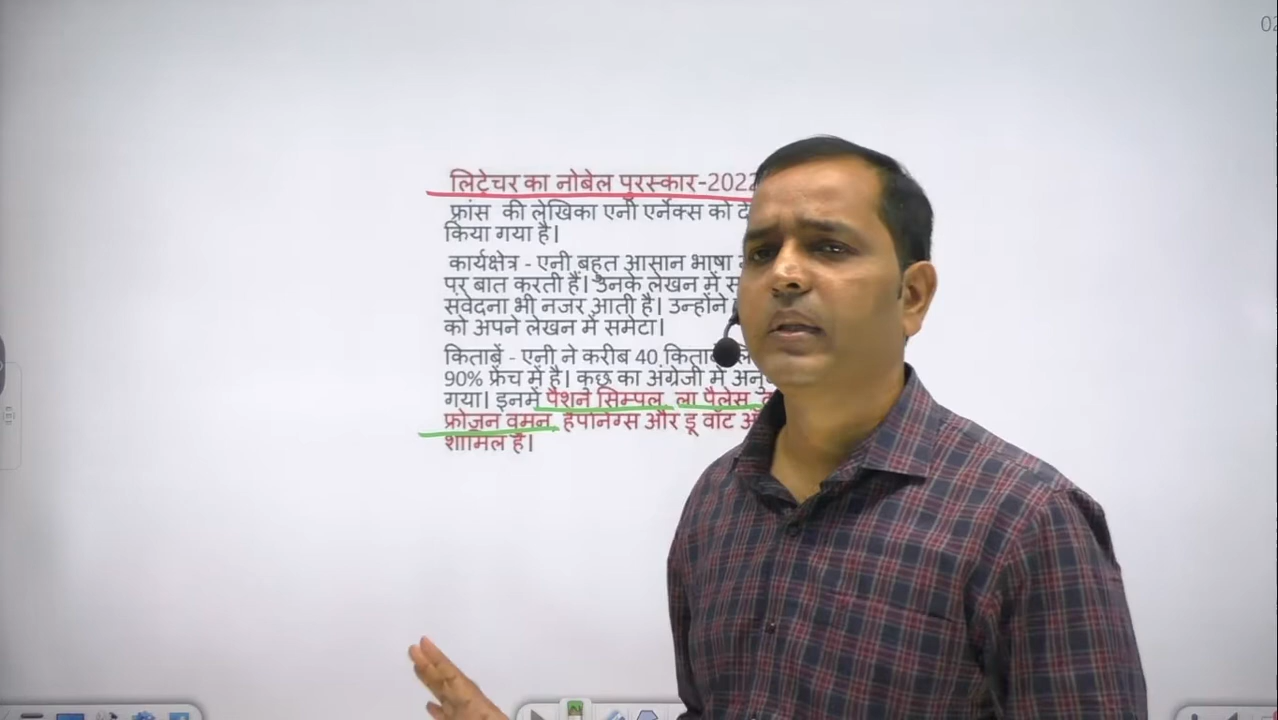 02
लिट्रेचर का नोबेल पुरस्कार-2022
फ्रांस की लेखिका एनी एर्नेक्स को
किया गया है।
कार्यक्षेत्र - एनी बहुत आसान भाषा
पर बात करती हैं। उनके लेखन में
संवेदना भी नजर आती है। उन्होंने
को अपने लेखन में समेटा।
किताबें - एनी ने करीब 40 किताबें
90% फ्रेंच में है। कुछ का अंग्रेजी में
गया। इनमें पैशन सिम्पल, ला पैलेस,
फ्रोजन वुमन, हैपनिंग्स और डू वॉट
शामिल है।